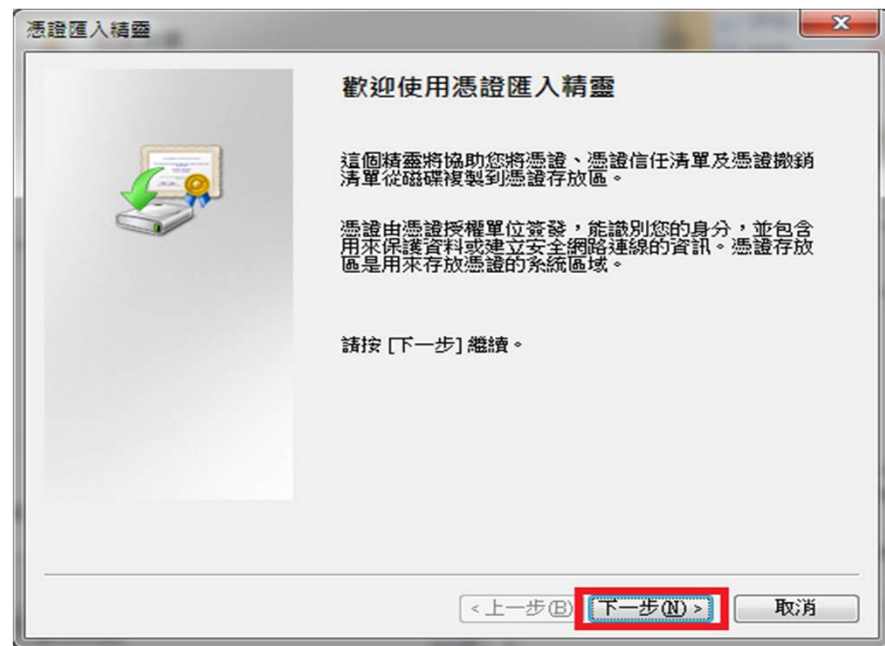 憑證匯入精靈
歡迎使用憑證匯入精靈
這個精靈將協助您將憑證、憑證信任清單及憑證撤銷
清單從磁碟複製到憑證存放區。
憑證由憑證授權單位簽發，能識別您的身分，並包含
用來保護資料或建立安全網路連線的資訊。憑證存放
區是用來存放憑證的系統區域。
請按 [下一步] 繼續。
<上一步(B) 下一步(N) > 取消